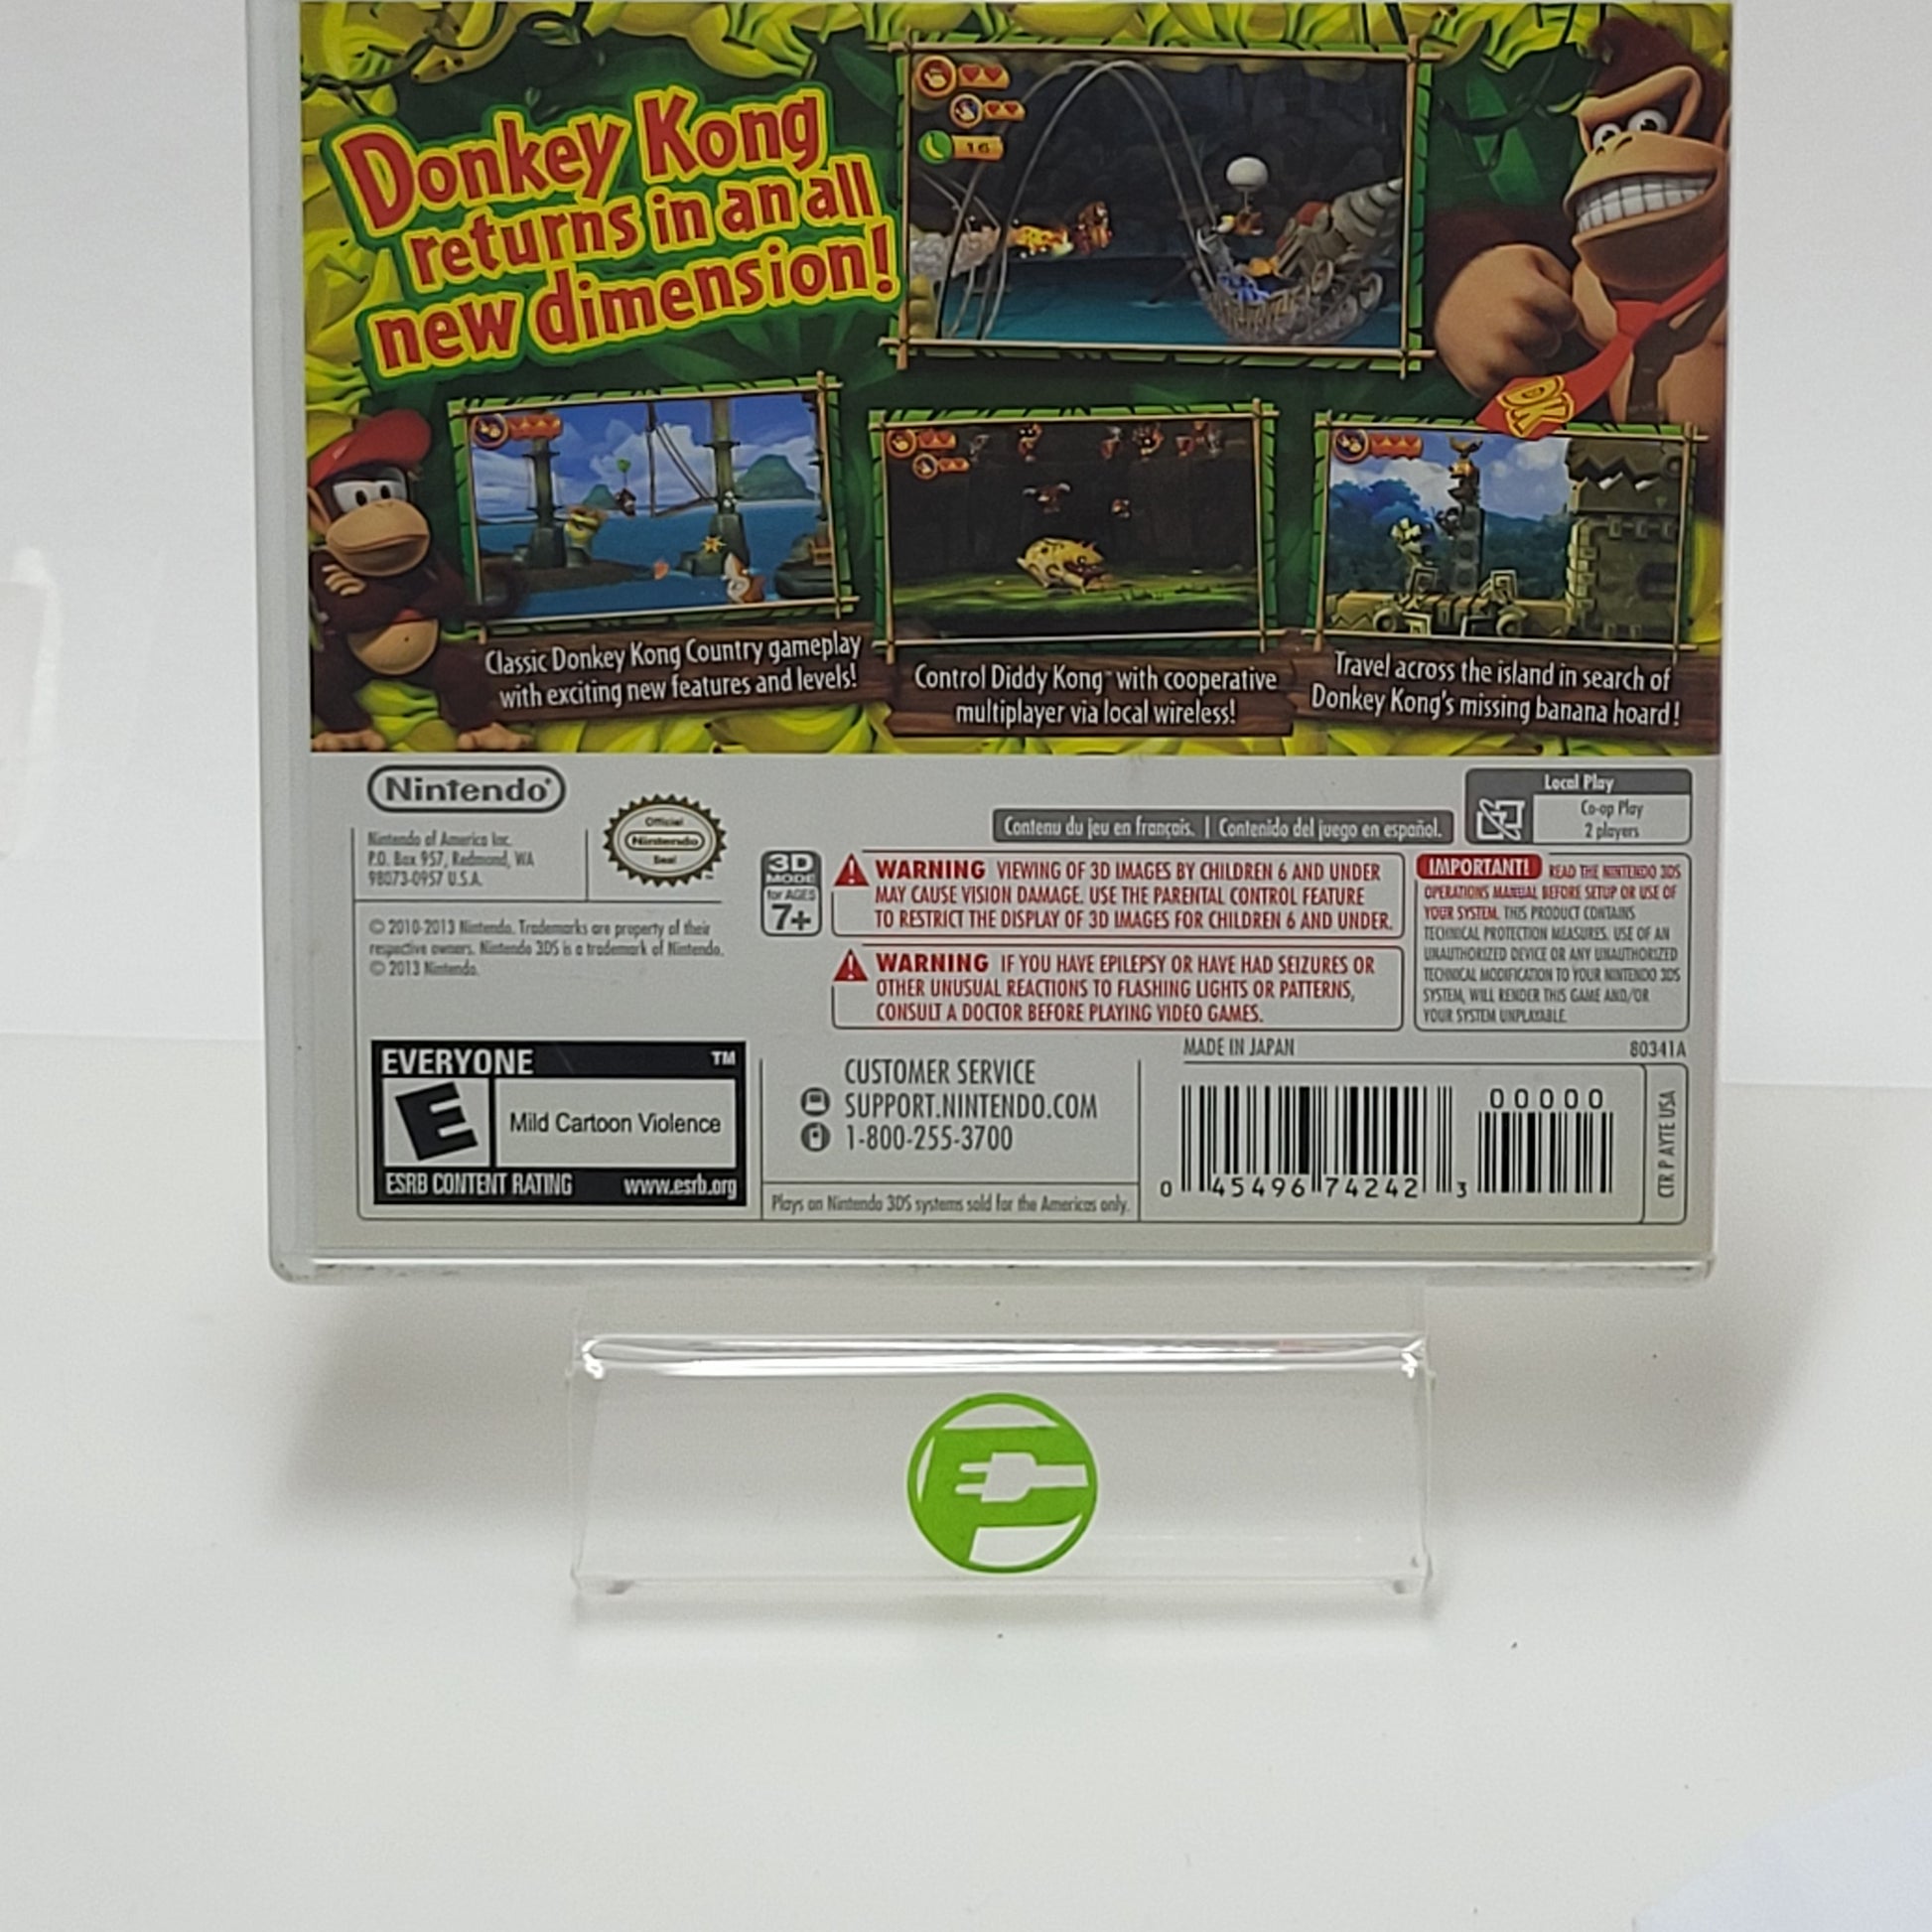 Donkey Kong
returns in an all
new dimension!
16
DK
Classic Donkey Kong Country gameplay
with exciting new features and levels!
Control Diddy Kong™ with cooperative
multiplayer via local wireless!
Travel across the island in search of
Donkey Kong's missing banana hoard!
Nintendo®
Nintendo of America Inc.
P.O. Box 957, Redmond, WA
98073-0957 U.S.A.
Official
Nintendo
Seal
Contenu du jeu en français. | Contenido del juego en español.
Local Play
Co-op Play
2 players
© 2010-2013 Nintendo. Trademarks are property of their
respective owners. Nintendo 3DS is a trademark of Nintendo.
© 2013 Nintendo.
3D
MODE
for AGES
7+
WARNING VIEWING OF 3D IMAGES BY CHILDREN 6 AND UNDER
MAY CAUSE VISION DAMAGE. USE THE PARENTAL CONTROL FEATURE
TO RESTRICT THE DISPLAY OF 3D IMAGES FOR CHILDREN 6 AND UNDER.
WARNING IF YOU HAVE EPILEPSY OR HAVE HAD SEIZURES OR
OTHER UNUSUAL REACTIONS TO FLASHING LIGHTS OR PATTERNS,
CONSULT A DOCTOR BEFORE PLAYING VIDEO GAMES.
IMPORTANT! READ THE NINTENDO 3DS
OPERATIONS MANUAL BEFORE SETUP OR USE OF
YOUR SYSTEM. THIS PRODUCT CONTAINS
TECHNICAL PROTECTION MEASURES. USE OF AN
UNAUTHORIZED DEVICE OR ANY UNAUTHORIZED
TECHNICAL MODIFICATION TO YOUR NINTENDO 3DS
SYSTEM, WILL RENDER THIS GAME AND/OR
YOUR SYSTEM UNPLAYABLE.
EVERYONE ™
E
Mild Cartoon Violence
ESRB CONTENT RATING www.esrb.org
CUSTOMER SERVICE
SUPPORT.NINTENDO.COM
1-800-255-3700
Plays on Nintendo 3DS systems sold for the Americas only.
MADE IN JAPAN 80341A
00000
0 45496 74242 3
CTR P AYTE USA